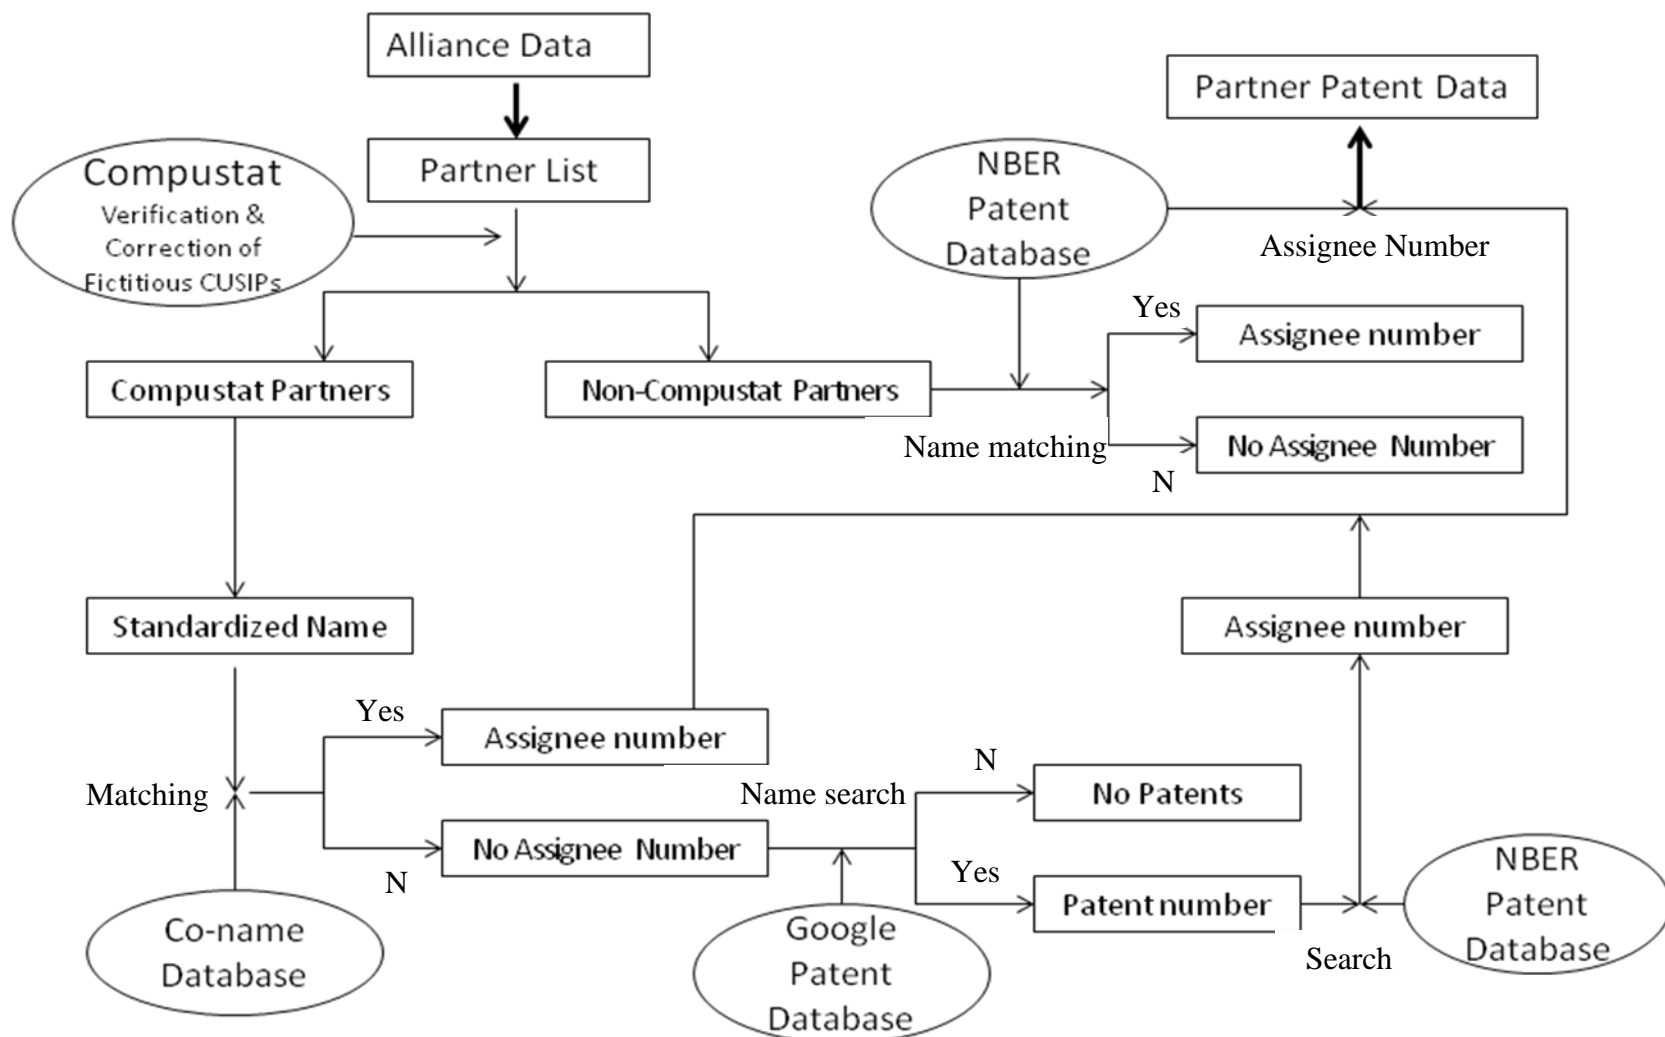 Alliance Data
Partner Patent Data
Partner List
Compustat
Verification &
Correction of
Fictitious CUSIPs
NBER
Patent
Database
Assignee Number
Yes
Assignee number
Compustat Partners
Non-Compustat Partners
Name matching
No Assignee Number
N
Standardized Name
Assignee number
Yes
Assignee number
Matching
Name search
N
No Patents
No Assignee Number
N
Yes
Patent number
NBER
Patent
Database
Search
Co-name
Database
Google
Patent
Database